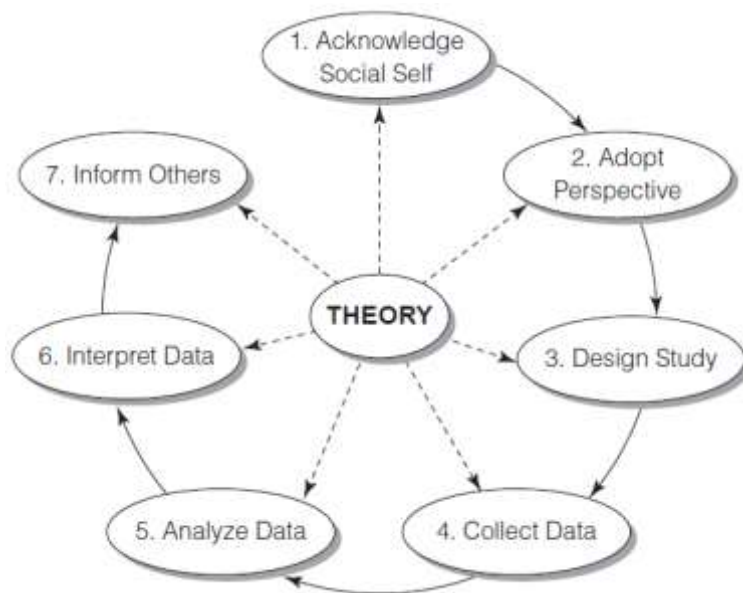 1. Acknowledge
Social Self
2. Adopt
Perspective
3. Design Study
4. Collect Data
5. Analyze Data
6. Interpret Data
7. Inform Others
THEORY